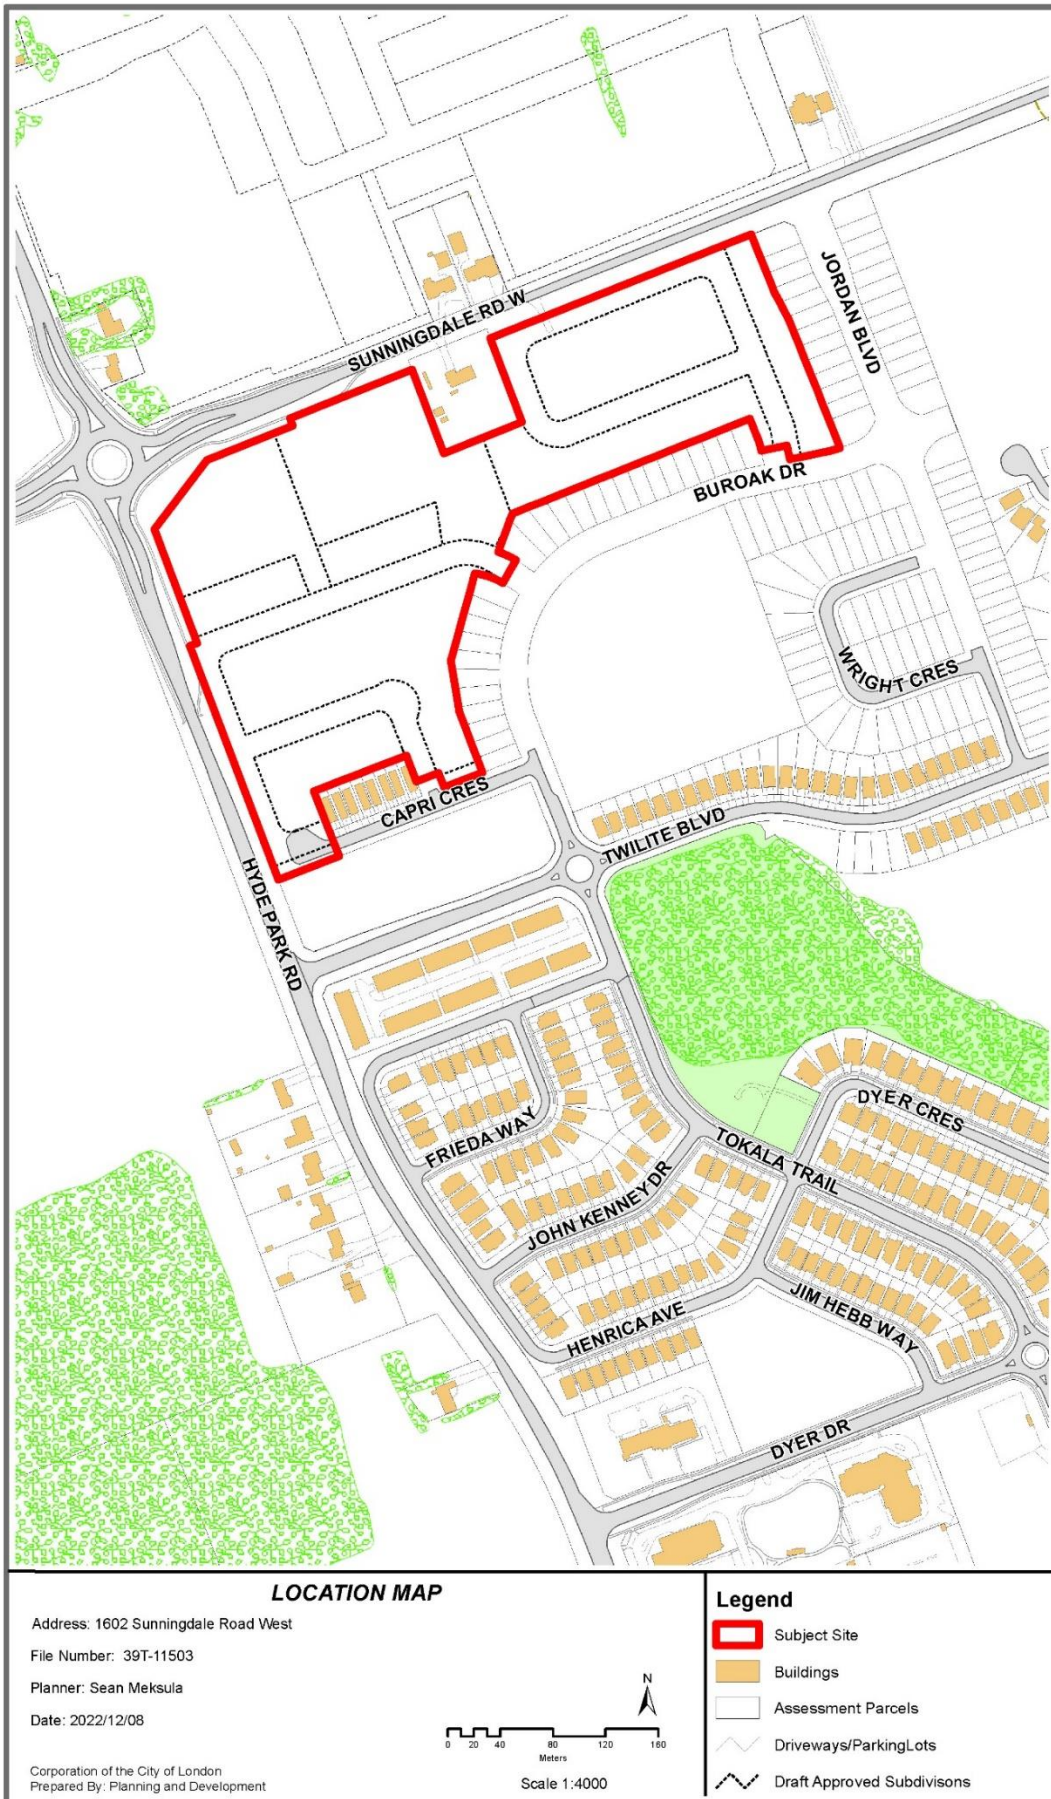 JORDAN BLVD
SUNNINGDALE RD W
BUROAK DR
WRIGHT CRES
CAPRI CRES
TWILITE BLVD
HYDE PARK RD
DYER CRES
FRIEDA WAY
TOKALA TRAIL
JOHN KENNEY DR
JIM HEBB WAY
HENRICA AVE
DYER DR
LOCATION MAP
Address: 1602 Sunningdale Road West
File Number: 39T-11503
Planner: Sean Meksula
Date: 2022/12/08
Corporation of the City of London
Prepared By: Planning and Development
N
0 20 40 80 120 160
Meters
Scale 1:4000
Legend
Subject Site
Buildings
Assessment Parcels
Driveways/ParkingLots
Draft Approved Subdivisons